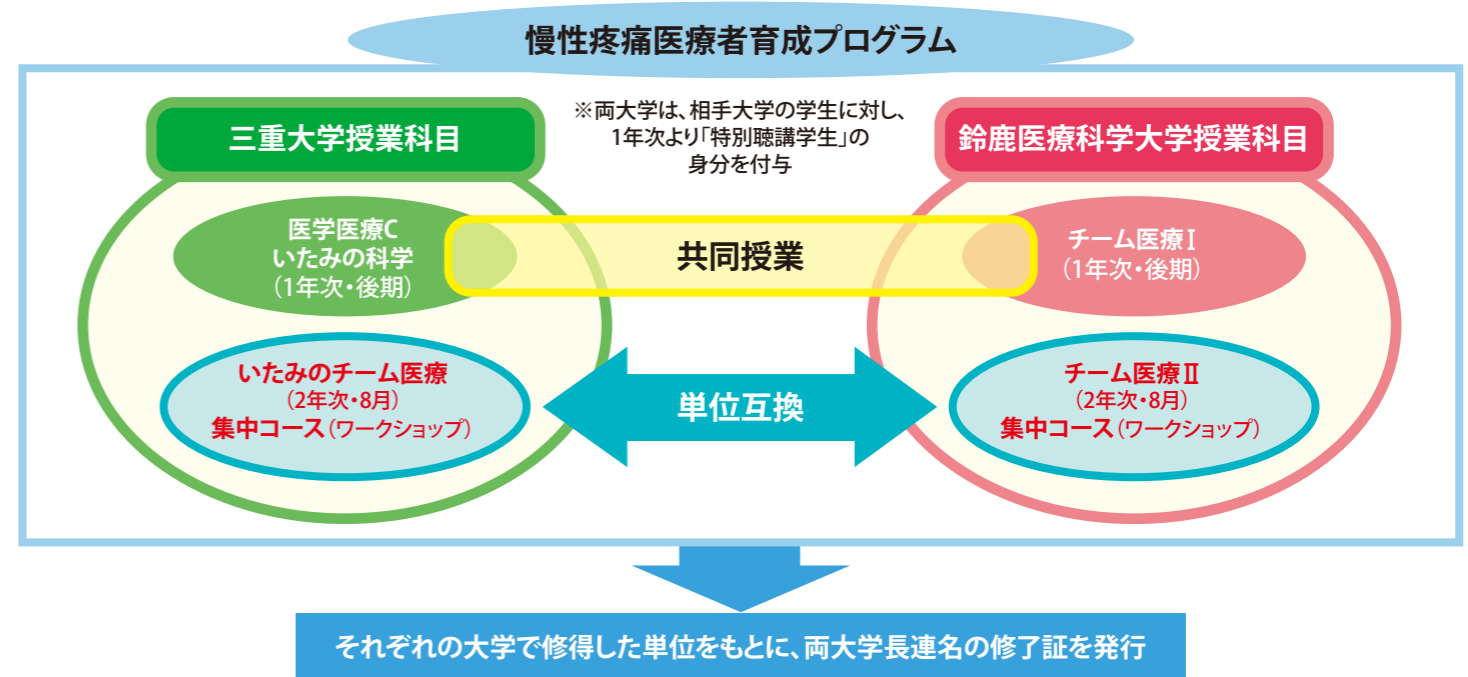 慢性疼痛医療者育成プログラム
三重大学授業科目
※両大学は、相手大学の学生に対し、
1年次より「特別聴講学生」の
身分を付与
鈴鹿医療科学大学授業科目
医学医療C
いたみの科学
（1年次・後期）
共同授業
チーム医療Ⅰ
（1年次・後期）
いたみのチーム医療
（2年次・8月）
集中コース（ワークショップ）
単位互換
チーム医療Ⅱ
（2年次・8月）
集中コース（ワークショップ）
それぞれの大学で修得した単位をもとに、両大学長連名の修了証を発行